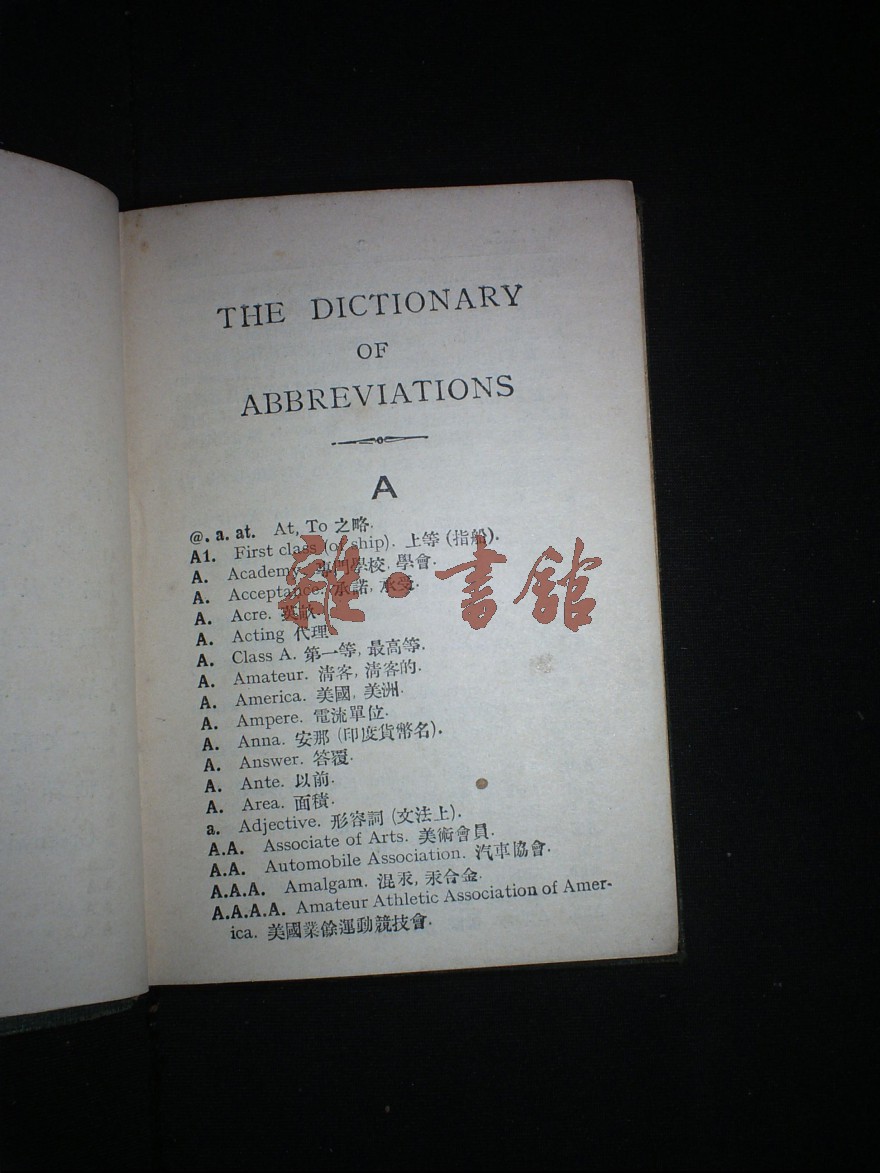 THE DICTIONARY
OF
ABBREVIATIONS
A
@. a. at. At, To 之略.
A1. First class (of ship). 上等 (指船).
A. Academy. 專門學校, 學會.
A. Acceptance. 承諾, 承受.
A. Acre. 英畝.
A. Acting 代理
A. Class A. 第一等, 最高等.
A. Amateur. 清客, 清客的.
A. America. 美國, 美洲.
A. Ampere. 電流單位.
A. Anna. 安那 (印度貨幣名).
A. Answer. 答覆.
A. Ante. 以前.
A. Area. 面積.
a. Adjective. 形容詞 (文法上).
A.A. Associate of Arts. 美術會員.
A.A. Automobile Association. 汽車協會.
A.A.A. Amalgam. 混汞, 汞合金.
A.A.A.A. Amateur Athletic Association of Amer-
ica. 美國業餘運動競技會.
雜·書館